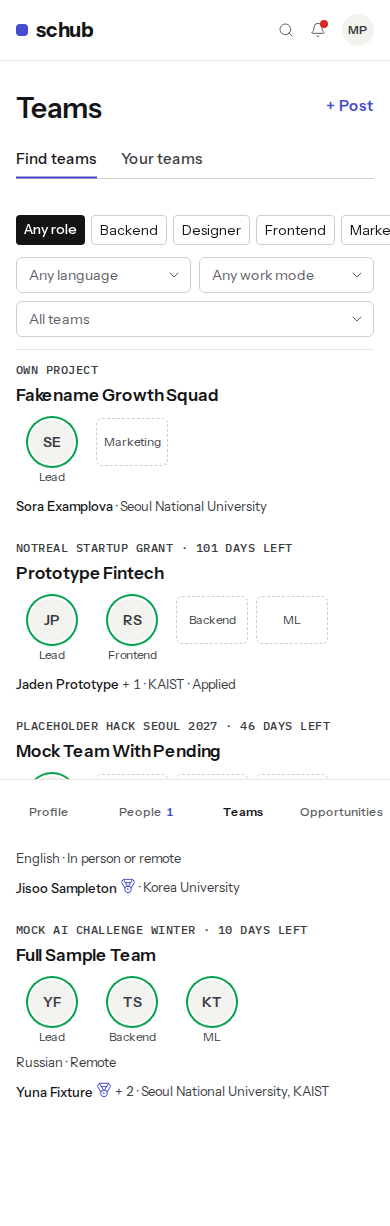 schub
MP
Teams
+ Post
Find teams
Your teams
Any role
Backend
Designer
Frontend
Marke
Any language
Any work mode
All teams
OWN PROJECT
Fakename Growth Squad
SE
Marketing
Lead
Sora Examplova · Seoul National University
NOTREAL STARTUP GRANT · 101 DAYS LEFT
Prototype Fintech
JP
RS
Backend
ML
Lead
Frontend
Jaden Prototype + 1 · KAIST · Applied
PLACEHOLDER HACK SEOUL 2027 · 46 DAYS LEFT
Mock Team With Pending
Profile
People 1
Teams
Opportunities
English · In person or remote
Jisoo Sampleton · Korea University
MOCK AI CHALLENGE WINTER · 10 DAYS LEFT
Full Sample Team
YF
TS
KT
Lead
Backend
ML
Russian · Remote
Yuna Fixture + 2 · Seoul National University, KAIST